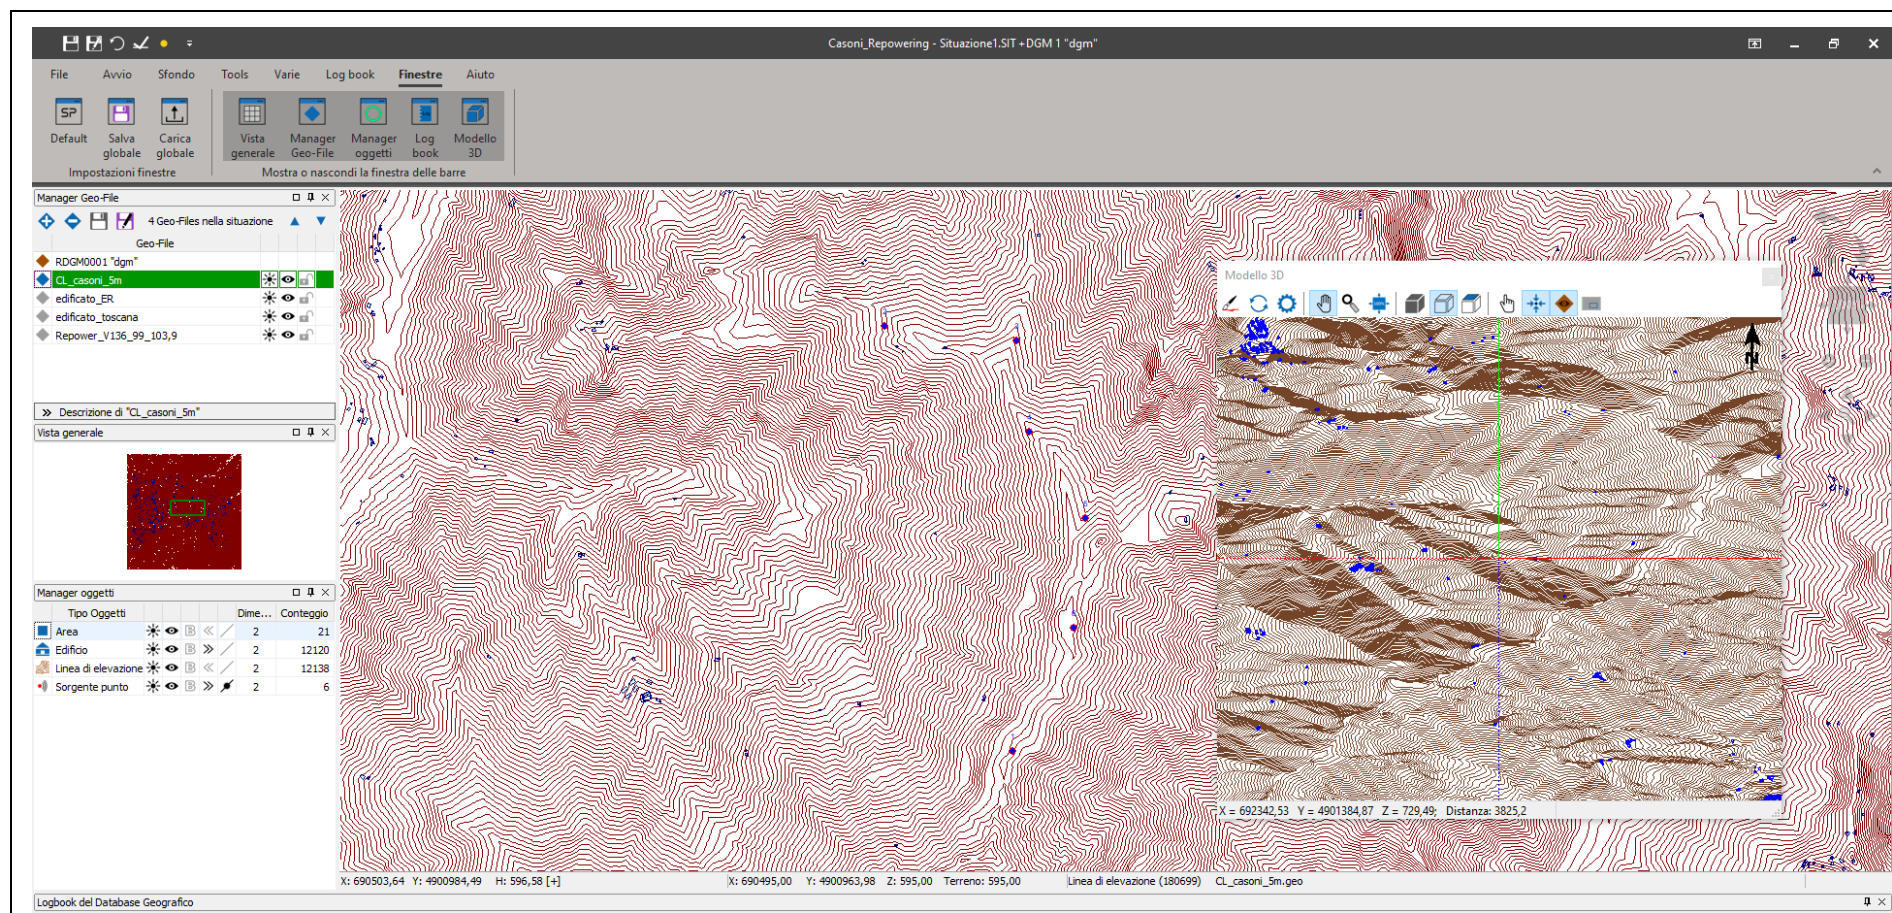 Casoni_Repowering - Situazione1.SIT +DGM 1 "dgm"
File Avvio Sfondo Tools Varie Log book Finestre Aiuto
SP
Default Salva globale Carica globale Vista generale Manager Geo-File Manager oggetti Log book Modello 3D
Impostazioni finestre Mostra o nascondi la finestra delle barre
Manager Geo-File
4 Geo-Files nella situazione
Geo-File
RDGM0001 "dgm"
CL_casoni_5m
edificato_ER
edificato_toscana
Repower_V136_99_103,9
Descrizione di "CL_casoni_5m"
Vista generale
Manager oggetti
Tipo Oggetti Dime... Conteggio
Area B 2 21
Edificio B 2 12120
Linea di elevazione B 2 12138
Sorgente punto B 2 6
Modello 3D
N
X = 692342,53 Y = 4901384,87 Z = 729,49; Distanza: 3825,2
X: 690503,64 Y: 4900984,49 H: 596,58 [+] X: 690495,00 Y: 4900963,98 Z: 595,00 Terreno: 595,00 Linea di elevazione (180699) CL_casoni_5m.geo
Logbook del Database Geografico